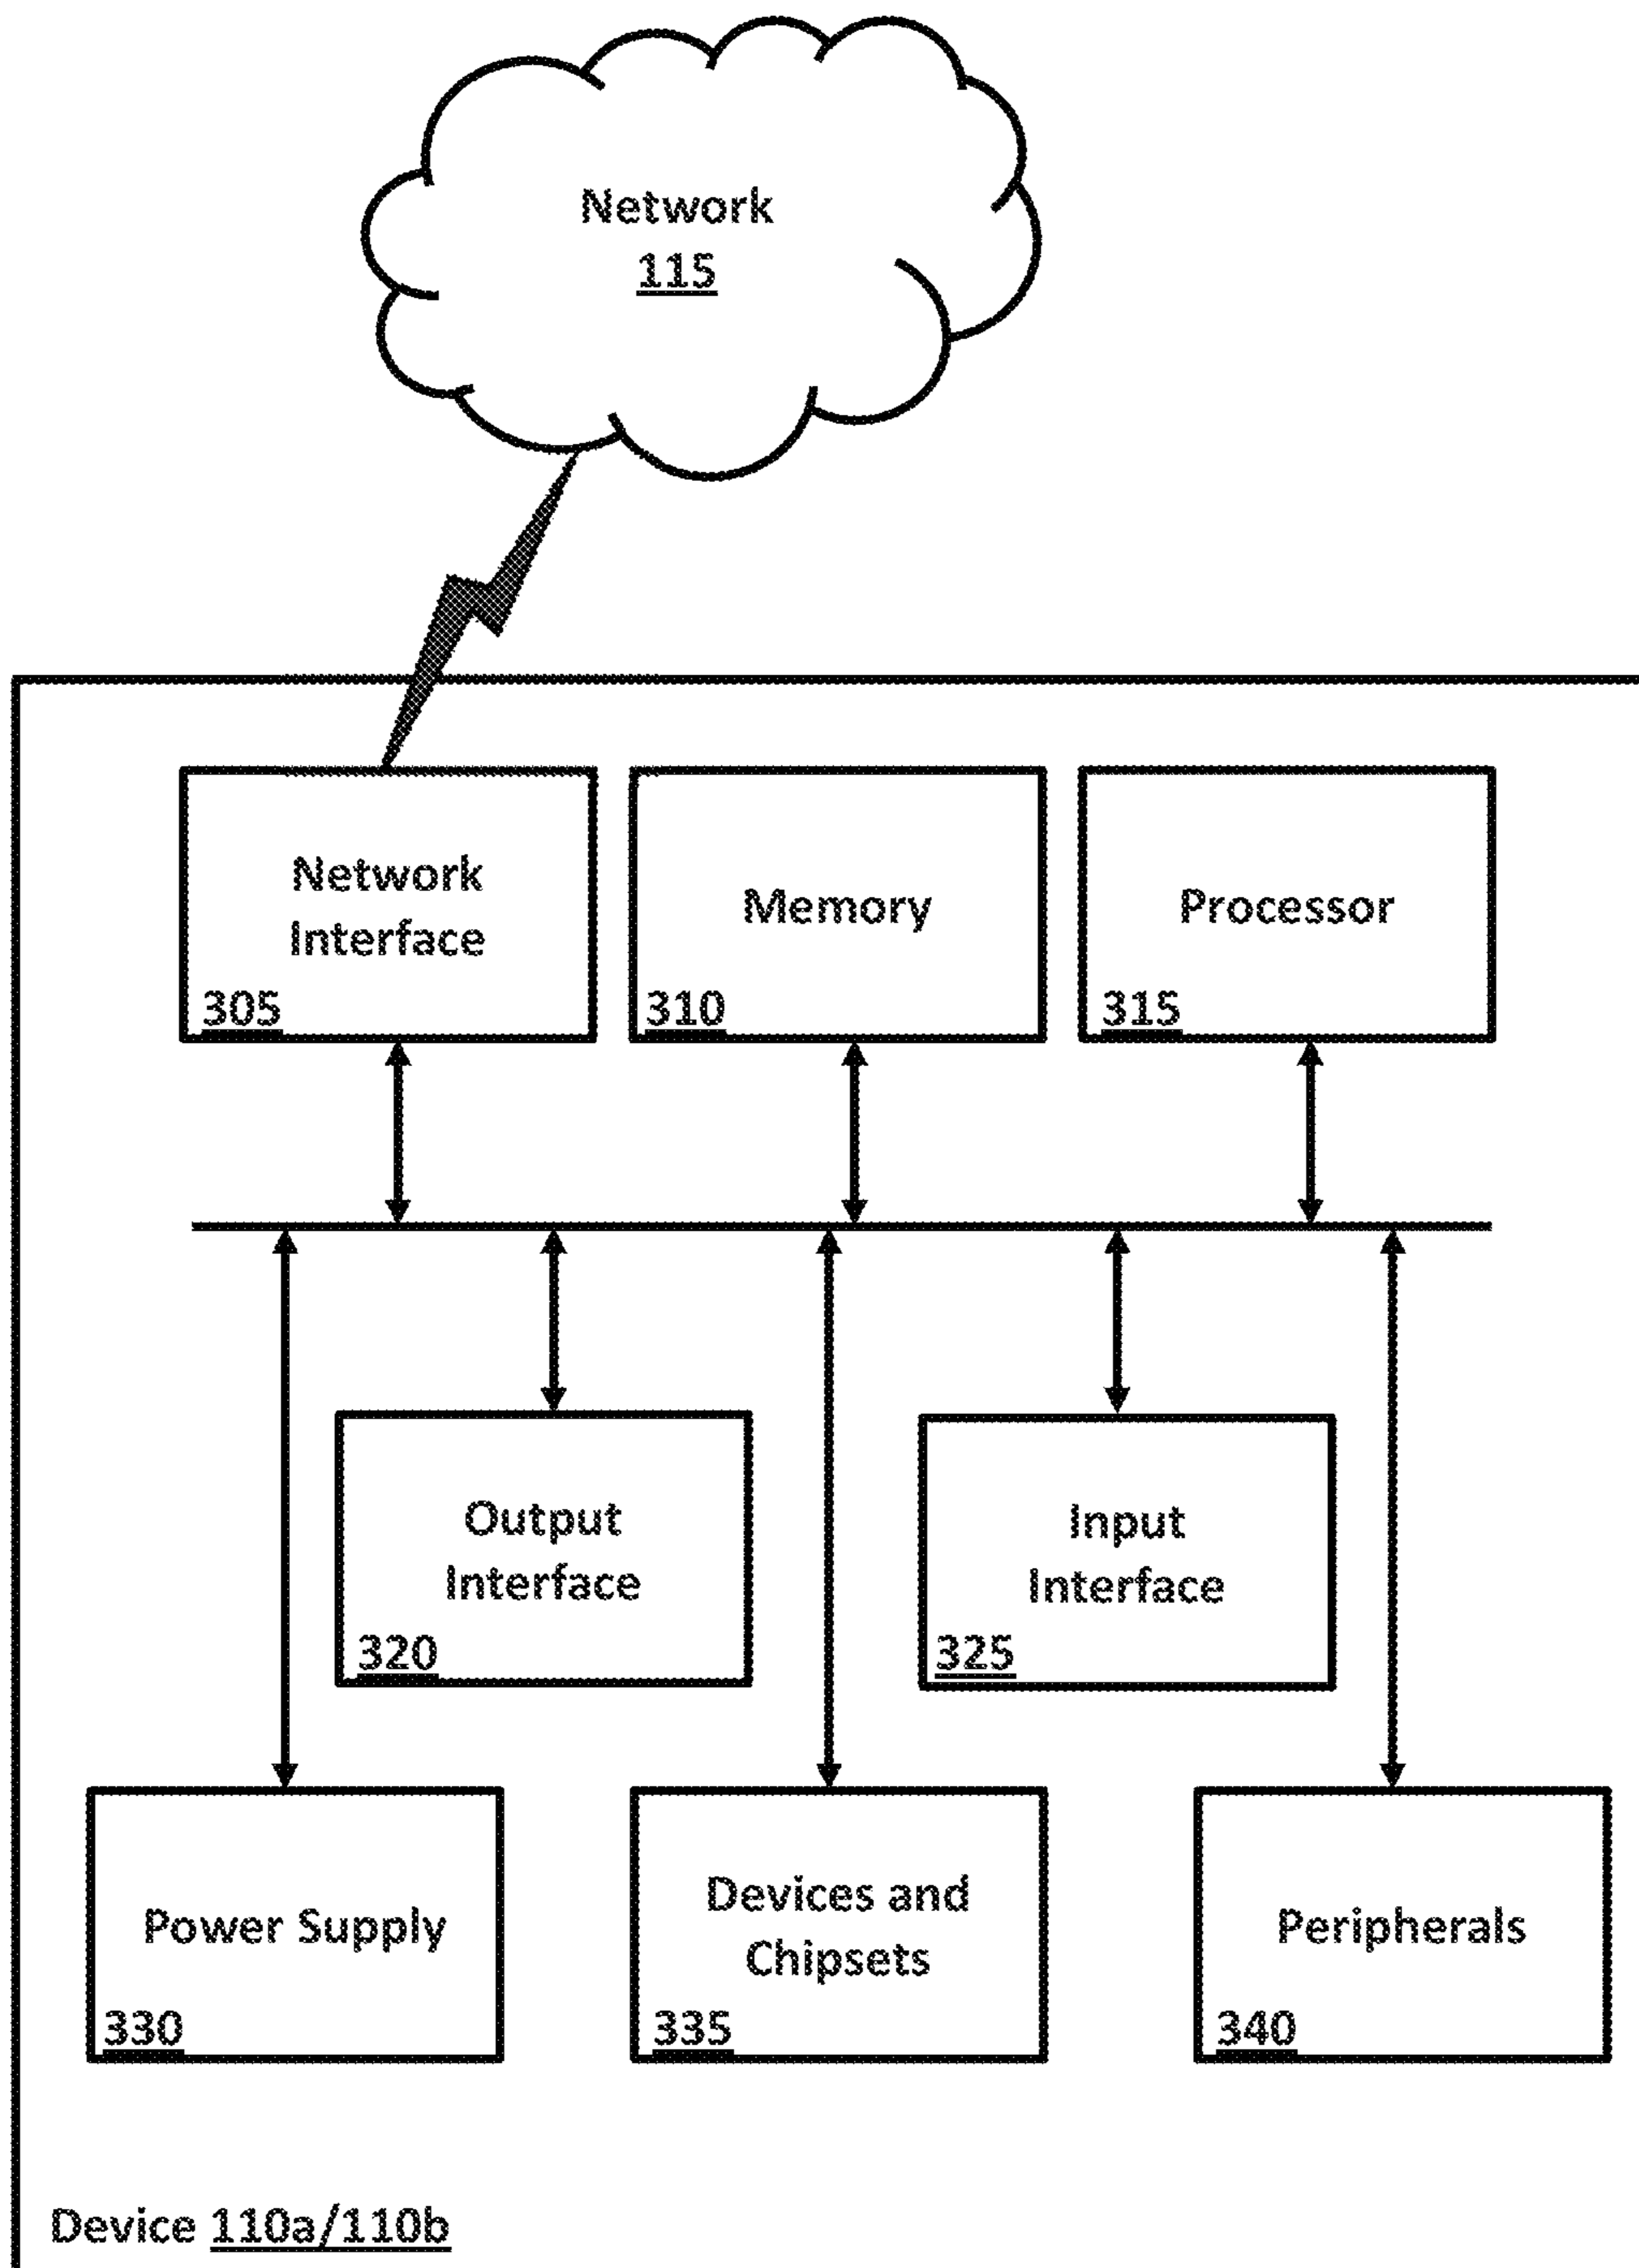 Network
115
Network
Interface
305
Memory
310
Processor
315
Output
Interface
320
Input
Interface
325
Power Supply
330
Devices and
Chipsets
335
Peripherals
340
Device 110a/110b